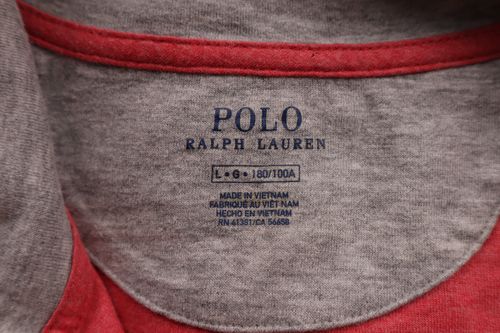 POLO
RALPH LAUREN
L•G• 180/100A
MADE IN VIETNAM
FABRIQUÉ AU VIÊT NAM
HECHO EN VIETNAM
RN 41381/CA 56658